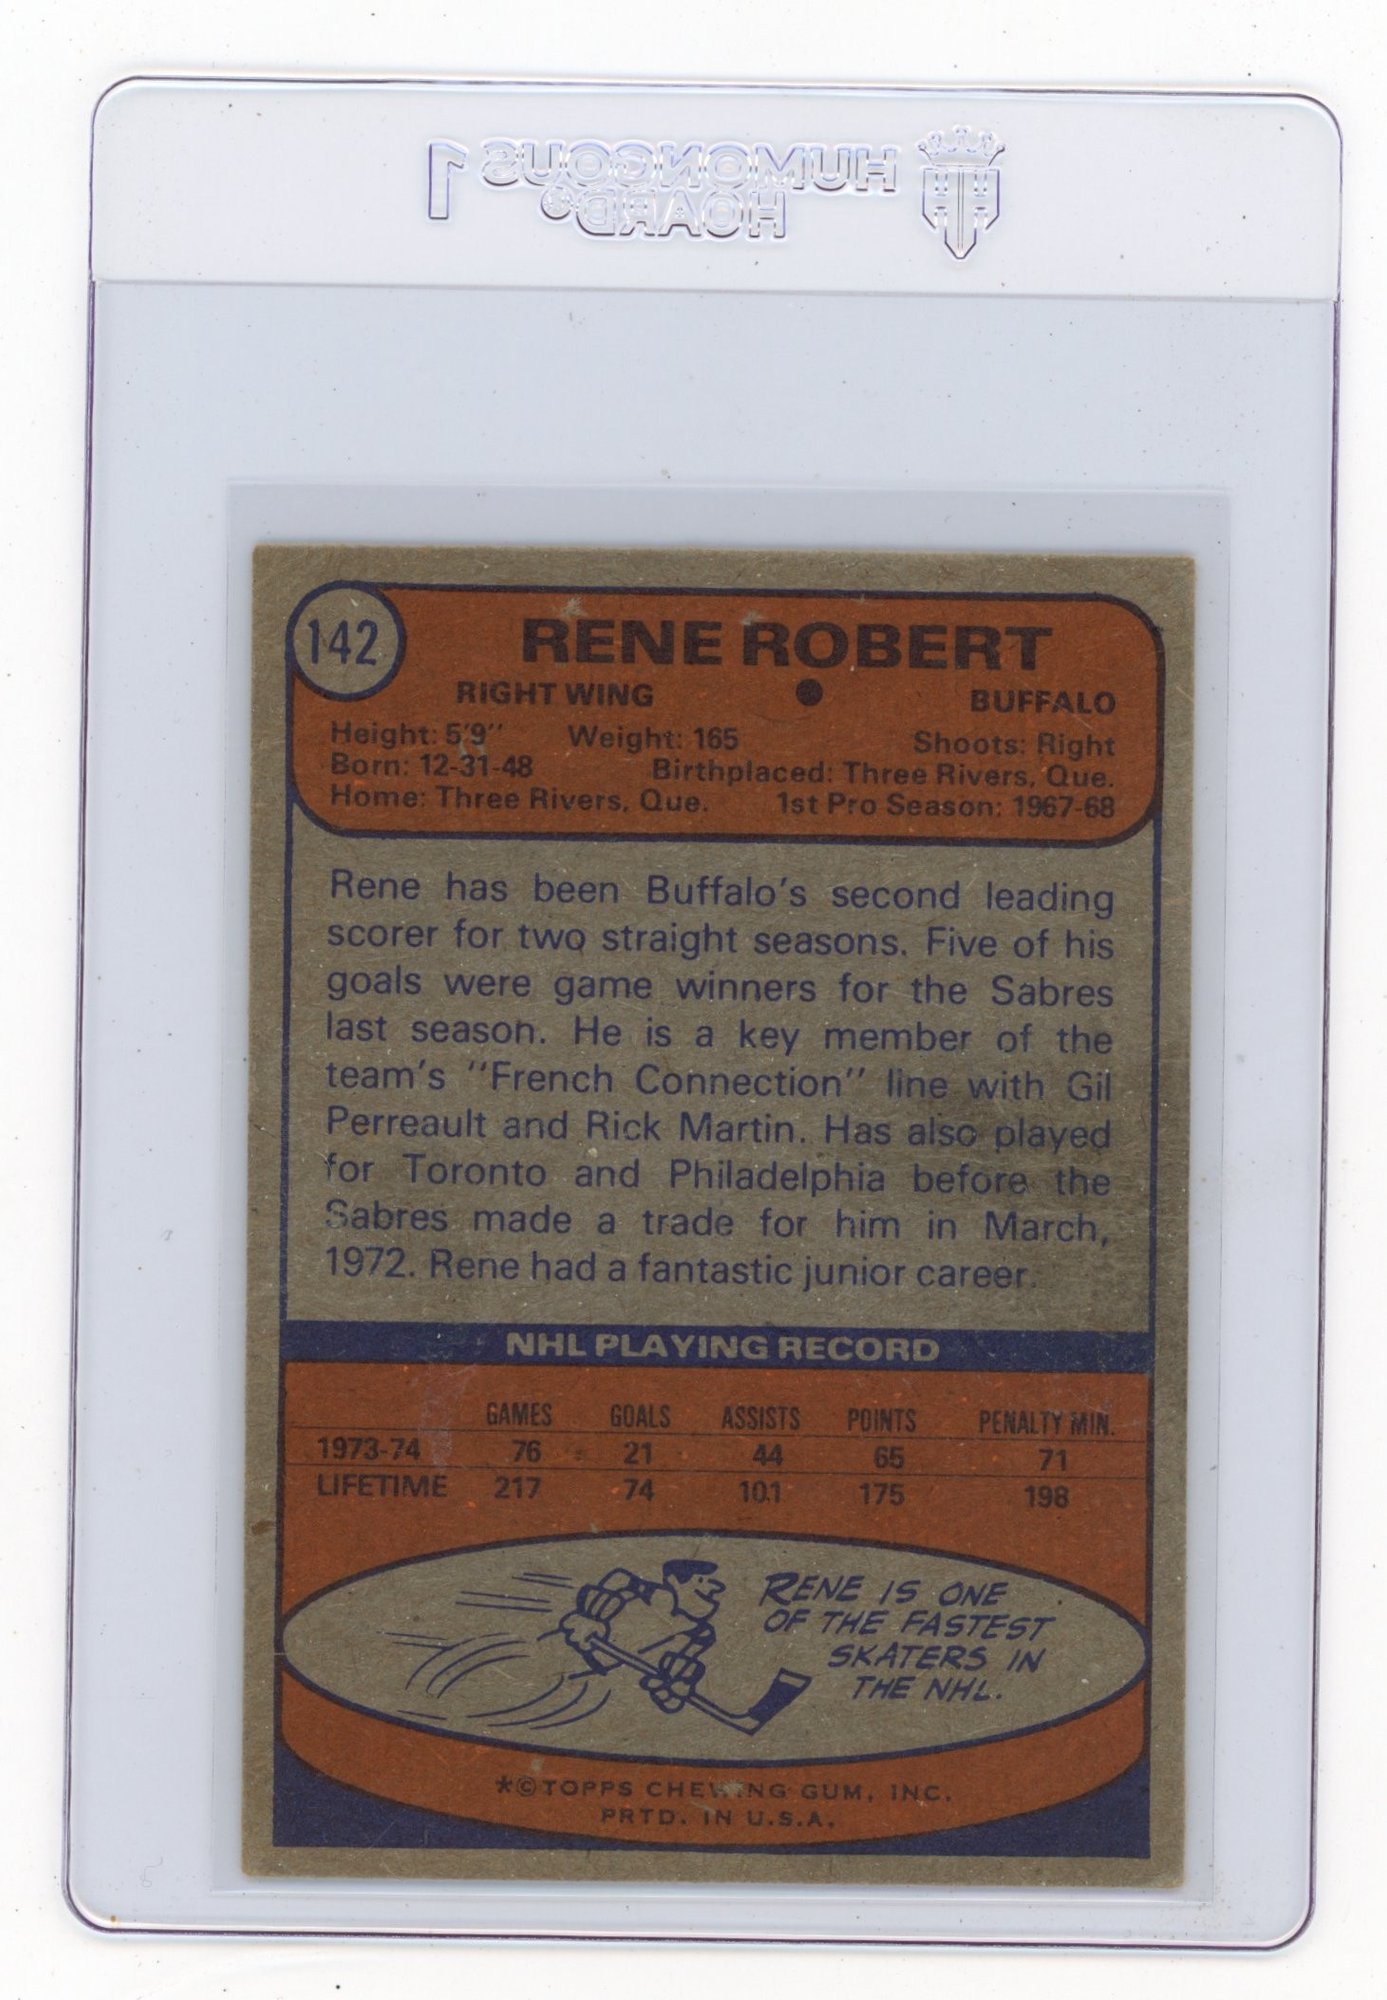 HUMONGOUS 1
HOARD
142
RENE ROBERT
RIGHT WING ● BUFFALO
Height: 5'9" Weight: 165 Shoots: Right
Born: 12-31-48 Birthplaced: Three Rivers, Que.
Home: Three Rivers, Que. 1st Pro Season: 1967-68
Rene has been Buffalo's second leading
scorer for two straight seasons. Five of his
goals were game winners for the Sabres
last season. He is a key member of the
team's "French Connection" line with Gil
Perreault and Rick Martin. Has also played
for Toronto and Philadelphia before the
Sabres made a trade for him in March,
1972. Rene had a fantastic junior career.
NHL PLAYING RECORD
GAMES GOALS ASSISTS POINTS PENALTY MIN.
1973-74 76 21 44 65 71
LIFETIME 217 74 101 175 198
RENE IS ONE
OF THE FASTEST
SKATERS IN
THE NHL.
*©TOPPS CHEWING GUM, INC.
PRTD. IN U.S.A.